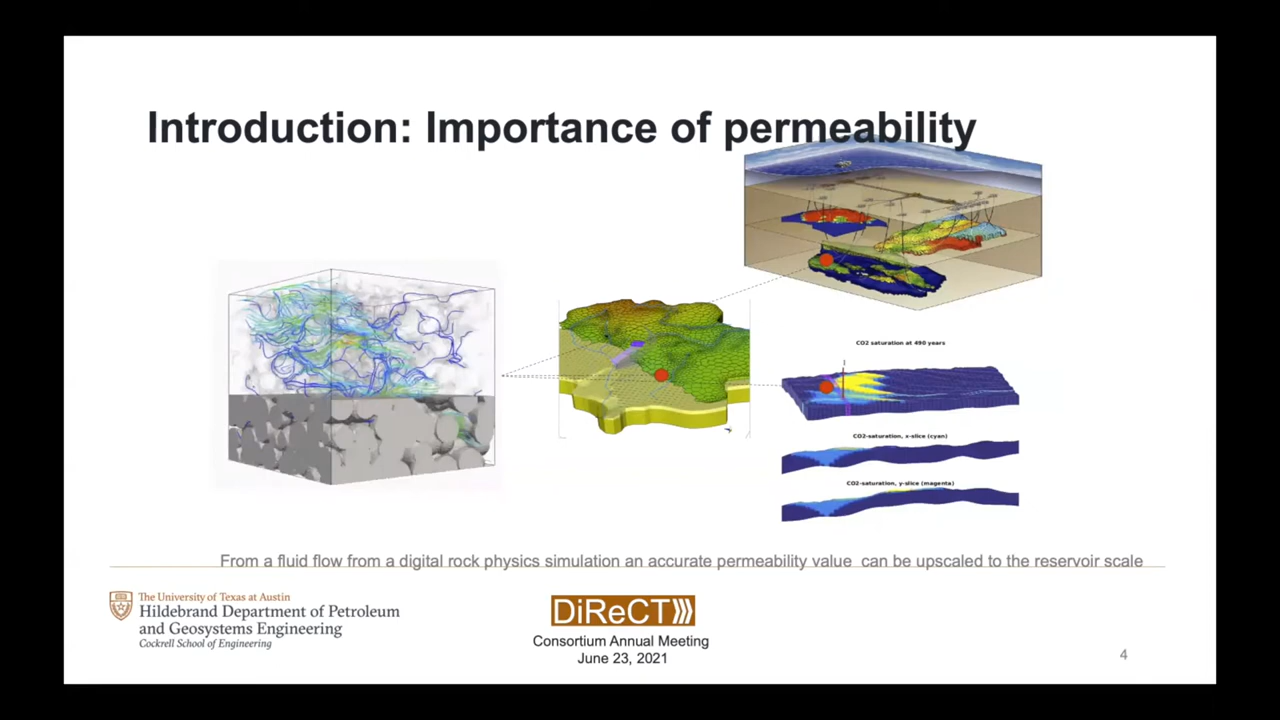 Introduction: Importance of permeability
CO2 saturation at 490 years
CO2-saturation, x-slice (cyan)
CO2-saturation, y-slice (magenta)
From a fluid flow from a digital rock physics simulation an accurate permeability value can be upscaled to the reservoir scale
The University of Texas at Austin
Hildebrand Department of Petroleum
and Geosystems Engineering
Cockrell School of Engineering
DiReCT
Consortium Annual Meeting
June 23, 2021
4